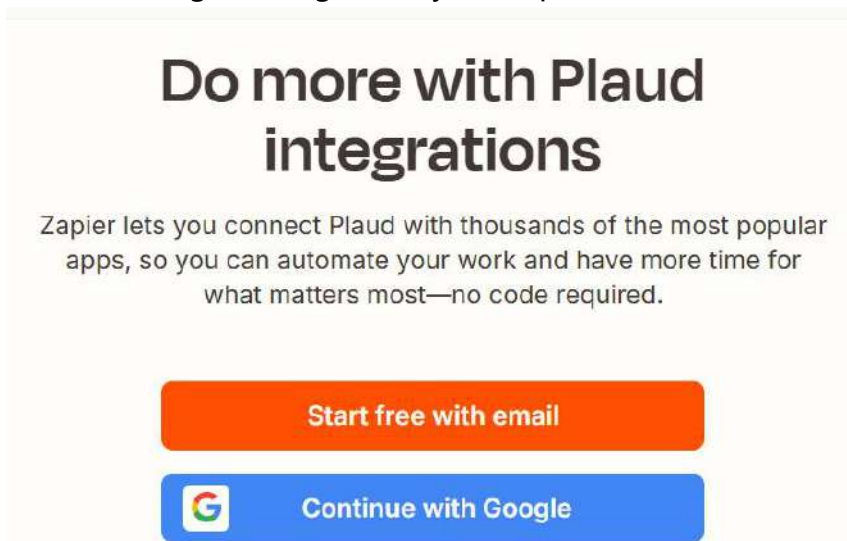 Do more with Plaud
integrations
Zapier lets you connect Plaud with thousands of the most popular
apps, so you can automate your work and have more time for
what matters most—no code required.
Start free with email
G Continue with Google